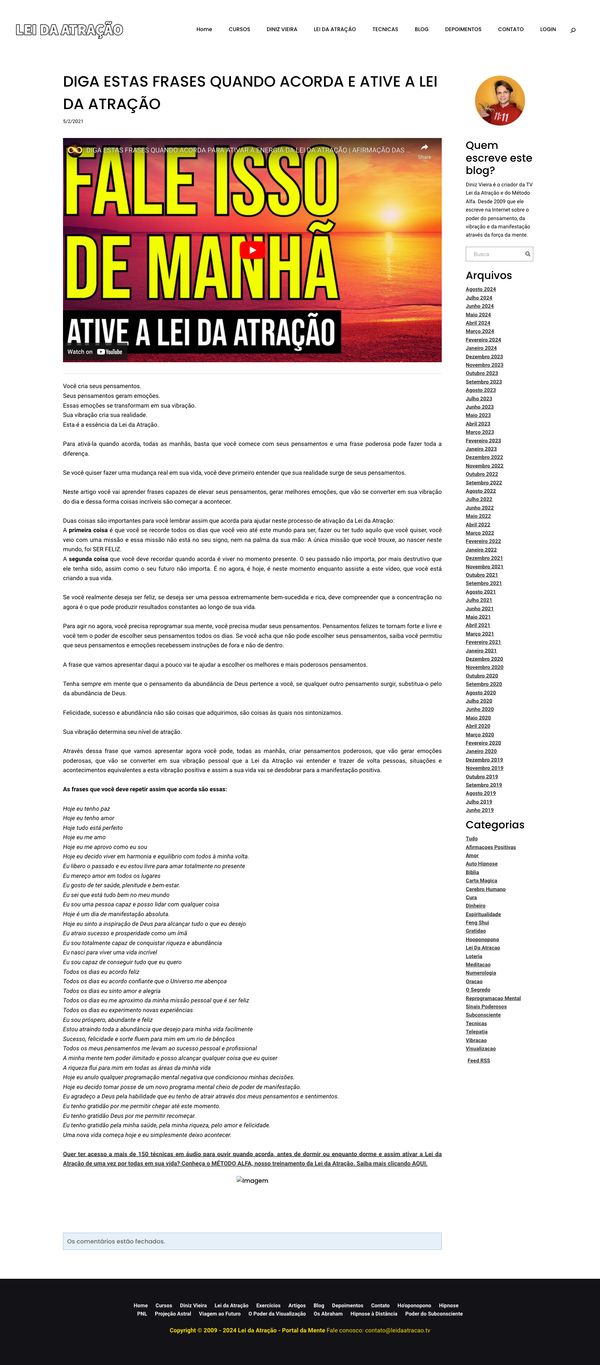 LEI DA ATRAÇÃO
Home CURSOS DINIZ VIEIRA LEI DA ATRAÇÃO TECNICAS BLOG DEPOIMENTOS CONTATO LOGIN
DIGA ESTAS FRASES QUANDO ACORDA E ATIVE A LEI
DA ATRAÇÃO
5/2/2021
DIGA ESTAS FRASES QUANDO ACORDA PARA ATIVAR A ENERGIA DA LEI DA ATRAÇÃO | AFIRMAÇÃO DAS ...
Share
FALE ISSO
DE MANHÃ
ATIVE A LEI DA ATRAÇÃO
Watch on YouTube
Você cria seus pensamentos.
Seus pensamentos geram emoções.
Essas emoções se transformam em sua vibração.
Sua vibração cria sua realidade.
Esta é a essência da Lei da Atração.
Para ativá-la quando acorda, todas as manhãs, basta que você comece com seus pensamentos e uma frase poderosa pode fazer toda a
diferença.
Se você quiser fazer uma mudança real em sua vida, você deve primeiro entender que sua realidade surge de seus pensamentos.
Neste artigo você vai aprender frases capazes de elevar seus pensamentos, gerar melhores emoções, que vão se converter em sua vibração
do dia e dessa forma coisas incríveis são começar a acontecer.
Duas coisas são importantes para você lembrar assim que acorda para ajudar neste processo de ativação da Lei da Atração:
A primeira coisa é que você se recorde todos os dias que você veio até este mundo para ser, fazer ou ter tudo aquilo que você quiser, você
veio com uma missão e essa missão não está no seu signo, nem na palma da sua mão: A única missão que você trouxe, ao nascer neste
mundo, foi SER FELIZ.
A segunda coisa que você deve recordar quando acorda é viver no momento presente. O seu passado não importa, por mais destrutivo que
ele tenha sido, assim como o seu futuro não importa. É no agora, é hoje, é neste momento enquanto assiste a este vídeo, que você está
criando a sua vida.
Se você realmente deseja ser feliz, se deseja ser uma pessoa extremamente bem-sucedida e rica, deve compreender que a concentração no
agora é o que pode produzir resultados constantes ao longo de sua vida.
Para agir no agora, você precisa reprogramar sua mente, você precisa mudar seus pensamentos. Pensamentos felizes te tornam forte e livre e
você tem o poder de escolher seus pensamentos todos os dias. Se você acha que não pode escolher seus pensamentos, saiba você permitiu
que seus pensamentos e emoções recebessem instruções de fora e não de dentro.
A frase que vamos apresentar daqui a pouco vai te ajudar a escolher os melhores e mais poderosos pensamentos.
Tenha sempre em mente que o pensamento da abundância de Deus pertence a você, se qualquer outro pensamento surgir, substitua-o pelo
da abundância de Deus.
Felicidade, sucesso e abundância não são coisas que adquirimos, são coisas às quais nos sintonizamos.
Sua vibração determina seu nível de atração.
Através dessa frase que vamos apresentar agora você pode, todas as manhãs, criar pensamentos poderosos, que vão gerar emoções
poderosas, que vão se converter em sua vibração pessoal que a Lei da Atração vai entender e trazer de volta pessoas, situações e
acontecimentos equivalentes a esta vibração positiva e assim a sua vida vai se desdobrar para a manifestação positiva.
As frases que você deve repetir assim que acorda são essas:
Hoje eu tenho paz
Hoje eu tenho amor
Hoje tudo está perfeito
Hoje eu me amo
Hoje eu me aprovo como eu sou
Hoje eu decido viver em harmonia e equilíbrio com todos à minha volta.
Eu libero o passado e eu estou livre para amar totalmente no presente
Eu mereço amor em todos os lugares
Eu gosto de ter saúde, plenitude e bem-estar.
Eu sei que está tudo bem no meu mundo
Eu sou uma pessoa capaz e posso lidar com qualquer coisa
Hoje é um dia de manifestação absoluta.
Hoje eu sinto a inspiração de Deus para alcançar tudo o que eu desejo
Eu atraio sucesso e prosperidade como um ímã
Eu sou totalmente capaz de conquistar riqueza e abundância
Eu nasci para viver uma vida incrível
Eu sou capaz de conseguir tudo que eu quero
Todos os dias eu acordo feliz
Todos os dias eu acordo confiante que o Universo me abençoa
Todos os dias eu sinto amor e alegria
Todos os dias eu me aproximo da minha missão pessoal que é ser feliz
Todos os dias eu experimento novas experiências
Eu sou próspero, abundante e feliz
Estou atraindo toda a abundância que desejo para minha vida facilmente
Sucesso, felicidade e sorte fluem para mim em um rio de bênçãos
Todos os meus pensamentos me levam ao sucesso pessoal e profissional
A minha mente tem poder ilimitado e posso alcançar qualquer coisa que eu quiser
A riqueza flui para mim em todas as áreas da minha vida
Hoje eu anulo qualquer programação mental negativa que condicionou minhas decisões.
Hoje eu decido tomar posse de um novo programa mental cheio de poder de manifestação.
Eu agradeço a Deus pela habilidade que eu tenho de atrair através dos meus pensamentos e sentimentos.
Eu tenho gratidão por me permitir chegar até este momento.
Eu tenho gratidão Deus por me permitir recomeçar.
Eu tenho gratidão pela minha saúde, pela minha riqueza, pelo amor e felicidade.
Uma nova vida começa hoje e eu simplesmente deixo acontecer.
Quer ter acesso a mais de 150 técnicas em áudio para ouvir quando acorda, antes de dormir ou enquanto dorme e assim ativar a Lei da
Atração de uma vez por todas em sua vida? Conheça o MÉTODO ALFA, nosso treinamento da Lei da Atração. Saiba mais clicando AQUI.
Imagem
Os comentários estão fechados.
11:11
Quem
escreve este
blog?
Diniz Vieira é o criador da TV
Lei da Atração e do Método
Alfa. Desde 2009 que ele
escreve na Internet sobre o
poder do pensamento, da
vibração e da manifestação
através da força da mente.
Busca
Arquivos
Agosto 2024
Julho 2024
Junho 2024
Maio 2024
Abril 2024
Março 2024
Fevereiro 2024
Janeiro 2024
Dezembro 2023
Novembro 2023
Outubro 2023
Setembro 2023
Agosto 2023
Julho 2023
Junho 2023
Maio 2023
Abril 2023
Março 2023
Fevereiro 2023
Janeiro 2023
Dezembro 2022
Novembro 2022
Outubro 2022
Setembro 2022
Agosto 2022
Julho 2022
Junho 2022
Maio 2022
Abril 2022
Março 2022
Fevereiro 2022
Janeiro 2022
Dezembro 2021
Novembro 2021
Outubro 2021
Setembro 2021
Agosto 2021
Julho 2021
Junho 2021
Maio 2021
Abril 2021
Março 2021
Fevereiro 2021
Janeiro 2021
Dezembro 2020
Novembro 2020
Outubro 2020
Setembro 2020
Agosto 2020
Julho 2020
Junho 2020
Maio 2020
Abril 2020
Março 2020
Fevereiro 2020
Janeiro 2020
Dezembro 2019
Novembro 2019
Outubro 2019
Setembro 2019
Agosto 2019
Julho 2019
Junho 2019
Categorias
Tudo
Afirmacoes Positivas
Amor
Auto Hipnose
Bíblia
Carta Magica
Cerebro Humano
Cura
Dinheiro
Espiritualidade
Feng Shui
Gratidao
Hooponopono
Lei Da Atracao
Loteria
Meditacao
Numerologia
Oracao
O Segredo
Reprogramacao Mental
Sinais Poderosos
Subconsciente
Tecnicas
Telepatia
Vibracao
Visualizacao
Feed RSS
Home Cursos Diniz Vieira Lei da Atração Exercícios Artigos Blog Depoimentos Contato Ho'oponopono Hipnose
PNL Projeção Astral Viagem ao Futuro O Poder da Visualização Os Abraham Hipnose à Distância Poder do Subconsciente
Copyright © 2009 - 2024 Lei da Atração - Portal da Mente Fale conosco: contato@leidaatracao.tv